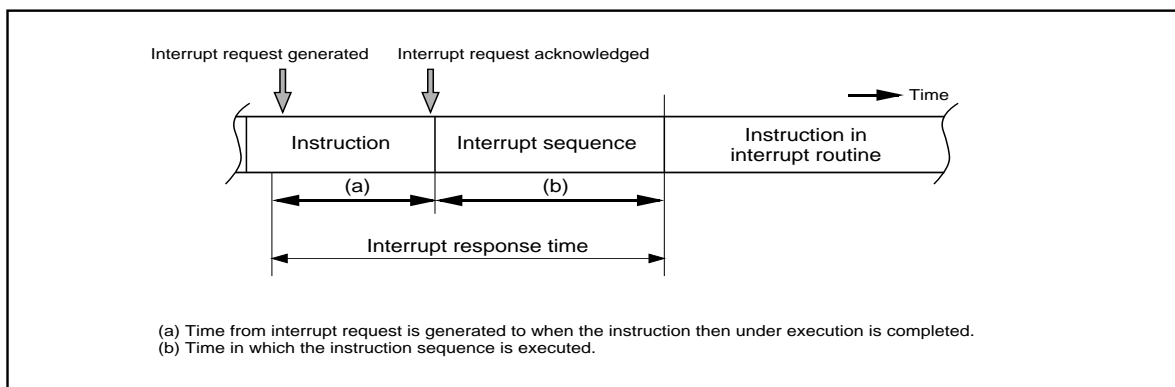 Interrupt request generated
Interrupt request acknowledged
Time
Instruction
Interrupt sequence
Instruction in
interrupt routine
(a)
(b)
Interrupt response time
(a) Time from interrupt request is generated to when the instruction then under execution is completed.
(b) Time in which the instruction sequence is executed.